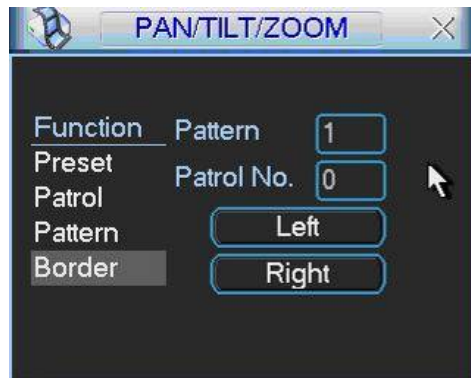 PAN/TILT/ZOOM
Function Pattern 1
Preset
Patrol No. 0
Patrol
Pattern Left
Border Right